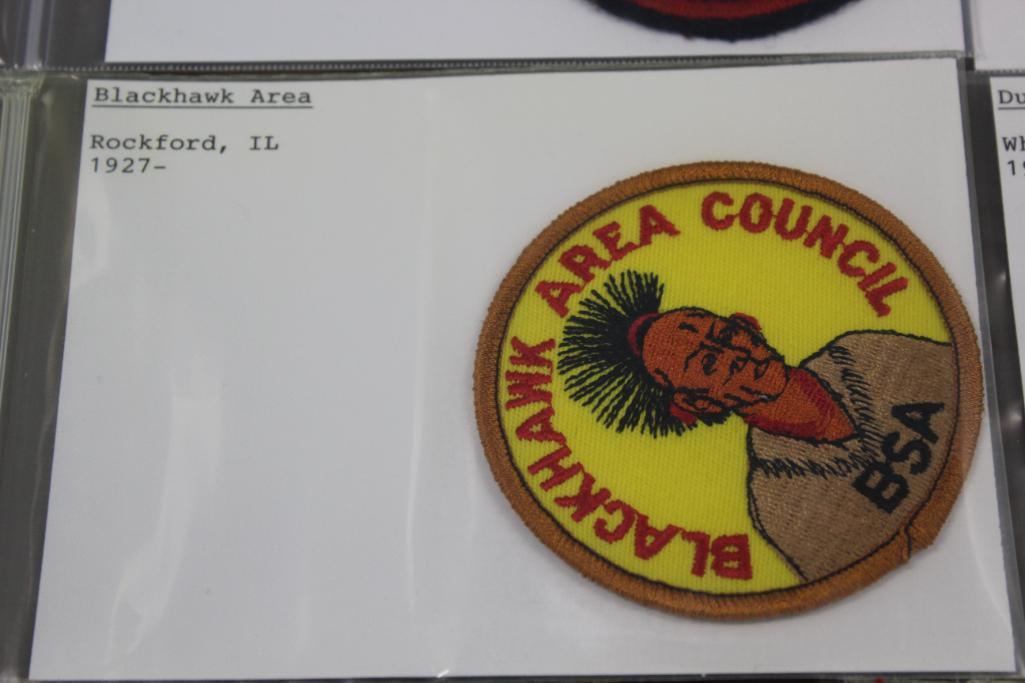 Blackhawk Area
Rockford, IL
1927-
BLACKHAWK AREA COUNCIL
BSA